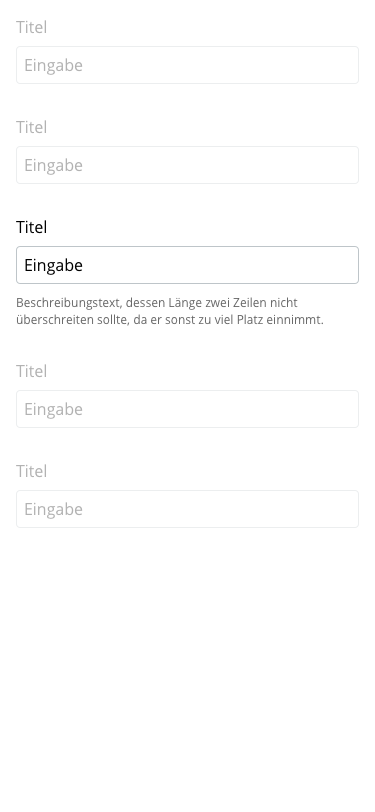 Titel
Eingabe
Titel
Eingabe
Titel
Eingabe
Beschreibungstext, dessen Länge zwei Zeilen nicht
überschreiten sollte, da er sonst zu viel Platz einnimmt.
Titel
Eingabe
Titel
Eingabe